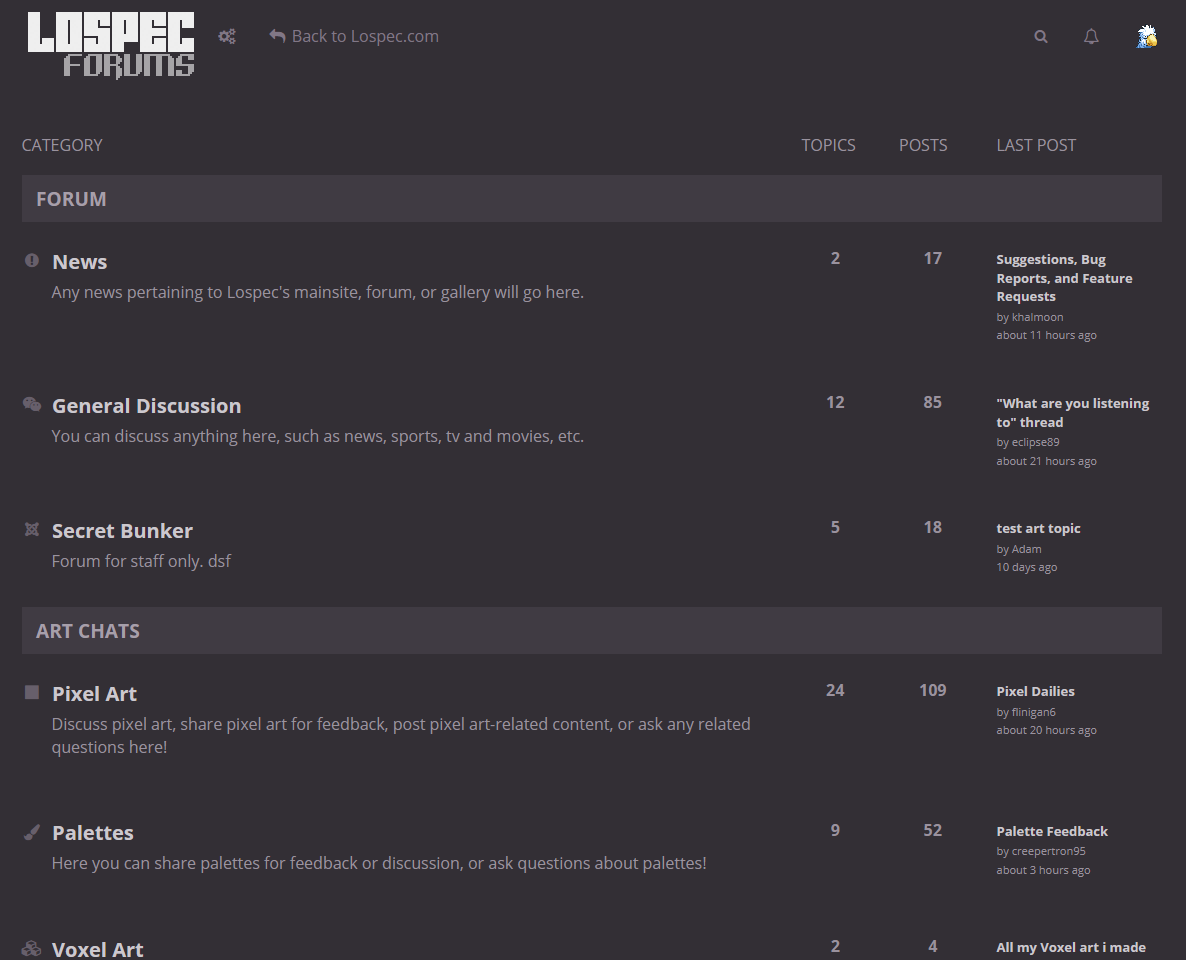 LOSPEC
FORUMS
Back to Lospec.com
CATEGORY TOPICS POSTS LAST POST
FORUM
News 2 17
Any news pertaining to Lospec's mainsite, forum, or gallery will go here.
Suggestions, Bug
Reports, and Feature
Requests
by khalmoon
about 11 hours ago
General Discussion 12 85
You can discuss anything here, such as news, sports, tv and movies, etc.
"What are you listening
to" thread
by eclipse89
about 21 hours ago
Secret Bunker 5 18
Forum for staff only. dsf
test art topic
by Adam
10 days ago
ART CHATS
Pixel Art 24 109
Discuss pixel art, share pixel art for feedback, post pixel art-related content, or ask any related
questions here!
Pixel Dailies
by flinigan6
about 20 hours ago
Palettes 9 52
Here you can share palettes for feedback or discussion, or ask questions about palettes!
Palette Feedback
by creepertron95
about 3 hours ago
Voxel Art 2 4
All my Voxel art i made